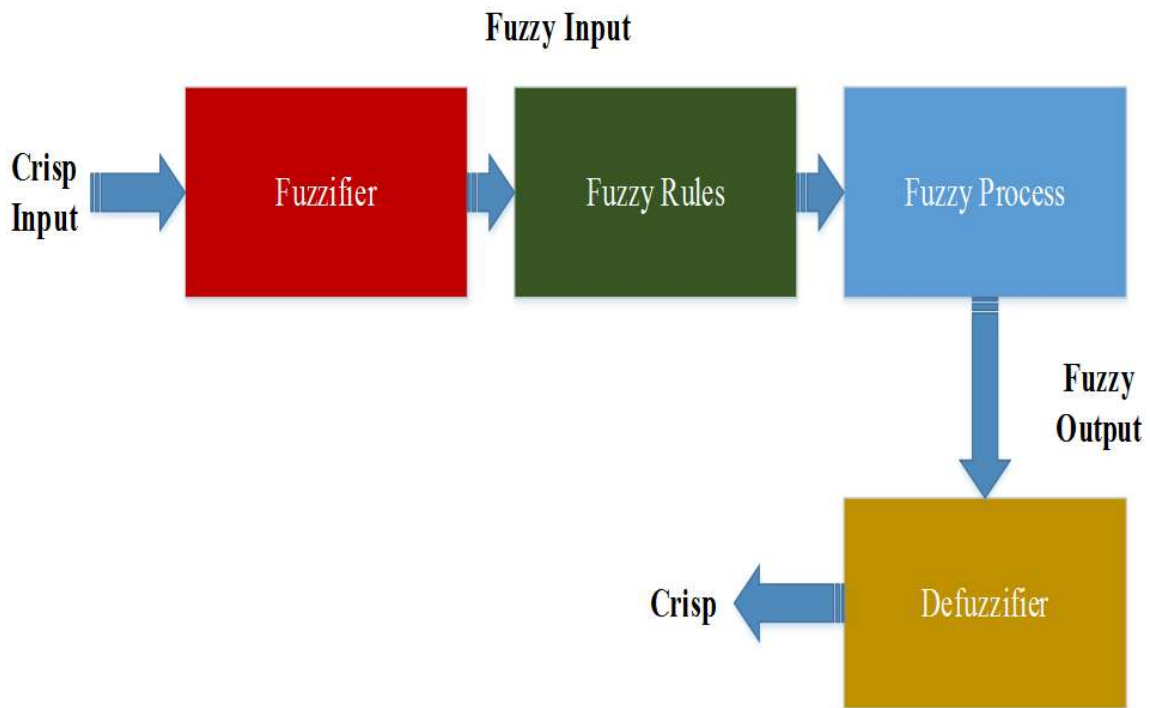 Fuzzy Input
Crisp
Input
Fuzzifier
Fuzzy Rules
Fuzzy Process
Fuzzy
Output
Crisp
Defuzzifier